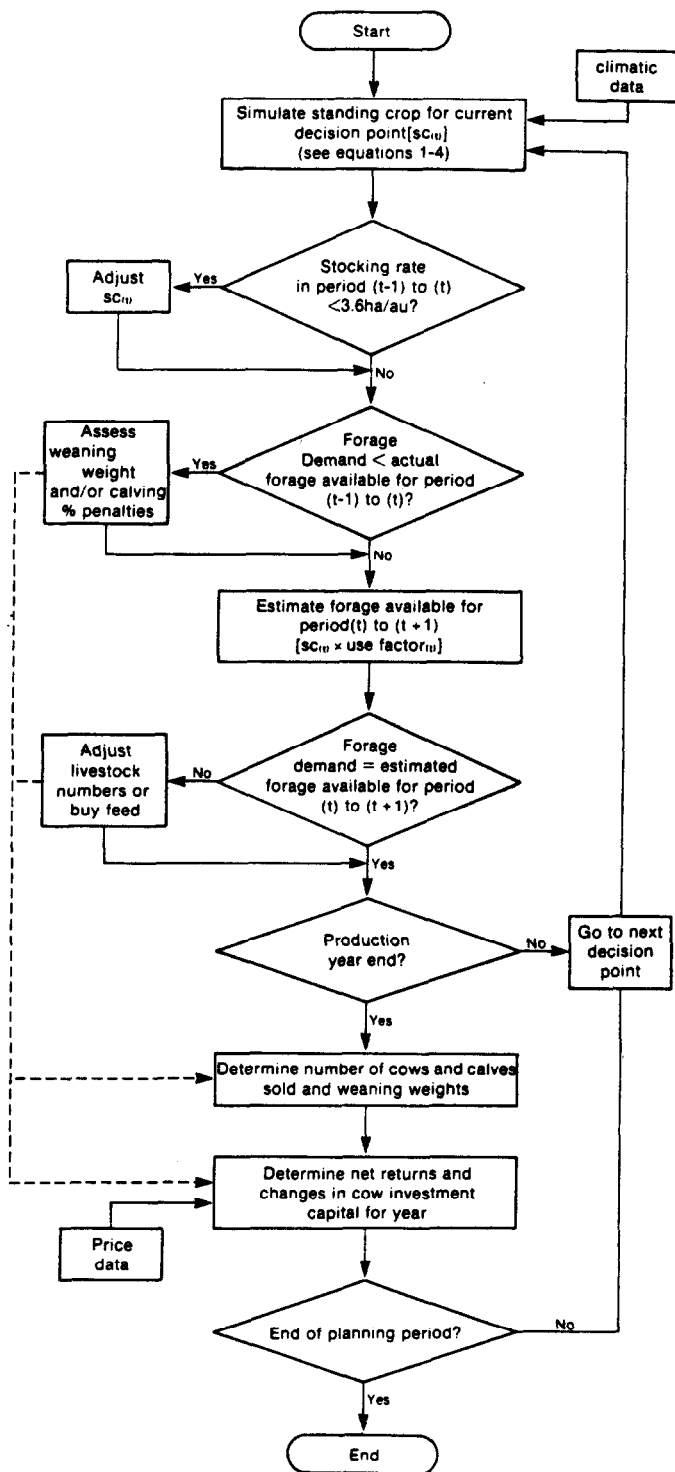 Start
climatic
data
Simulate standing crop for current
decision point[sc(t)]
(see equations 1-4)
Stocking rate
in period (t-1) to (t)
<3.6ha/au?
Yes
Adjust
sc(t)
No
Forage
Demand < actual
forage available for period
(t-1) to (t)?
Yes
Assess
weaning
weight
and/or calving
% penalties
No
Estimate forage available for
period(t) to (t + 1)
[sc(t) × use factor(t)]
Forage
demand = estimated
forage available for period
(t) to (t + 1)?
No
Adjust
livestock
numbers or
buy feed
Yes
Production
year end?
No
Go to next
decision
point
Yes
Determine number of cows and calves
sold and weaning weights
Determine net returns and
changes in cow investment
capital for year
Price
data
End of planning period?
No
Yes
End